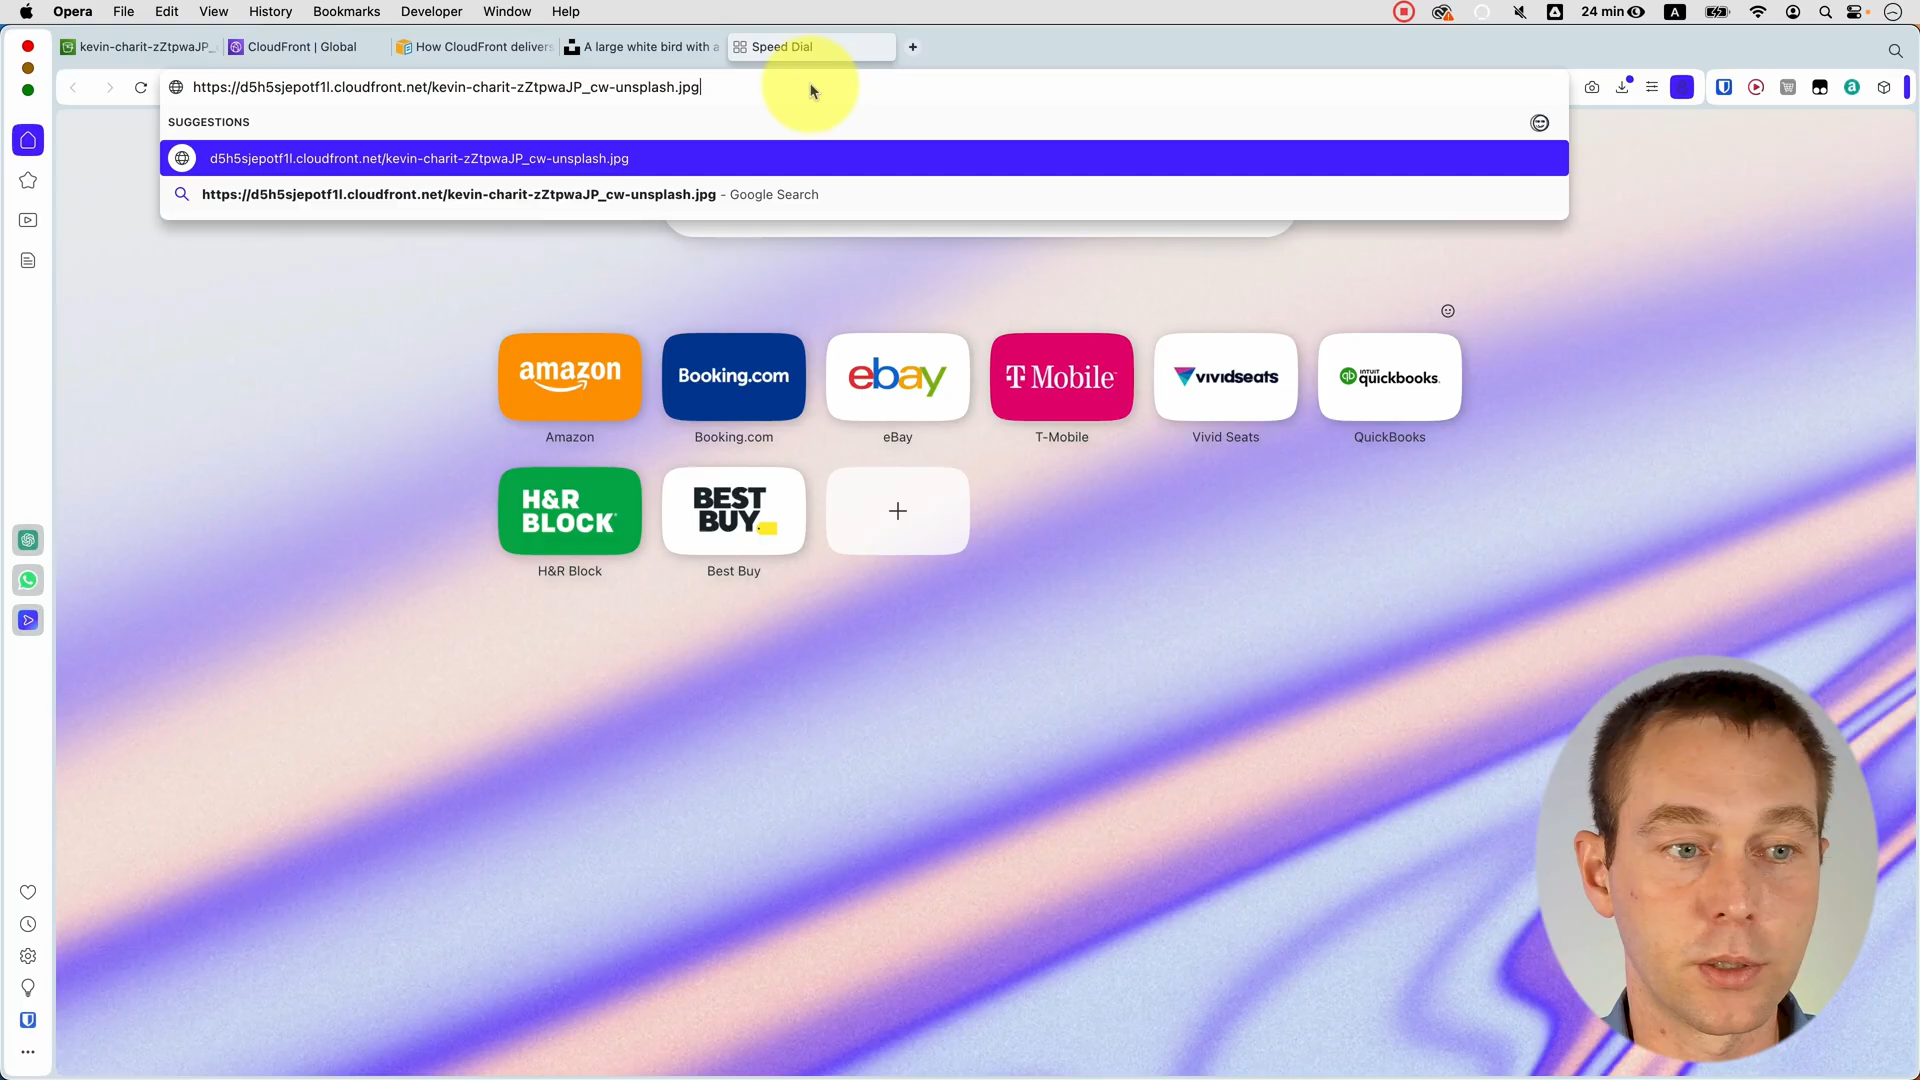 Opera File Edit View History Bookmarks Developer Window Help 24 min A
kevin-charit-zZtpwaJP_ CloudFront | Global How CloudFront delivers A large white bird with a Speed Dial +
https://d5h5sjepotf1l.cloudfront.net/kevin-charit-zZtpwaJP_cw-unsplash.jpg
SUGGESTIONS
d5h5sjepotf1l.cloudfront.net/kevin-charit-zZtpwaJP_cw-unsplash.jpg
https://d5h5sjepotf1l.cloudfront.net/kevin-charit-zZtpwaJP_cw-unsplash.jpg - Google Search
amazon Booking.com ebay T Mobile vividseats INTUIT quickbooks.
Amazon Booking.com eBay T-Mobile Vivid Seats QuickBooks
H&R BEST
BLOCK BUY
H&R Block Best Buy